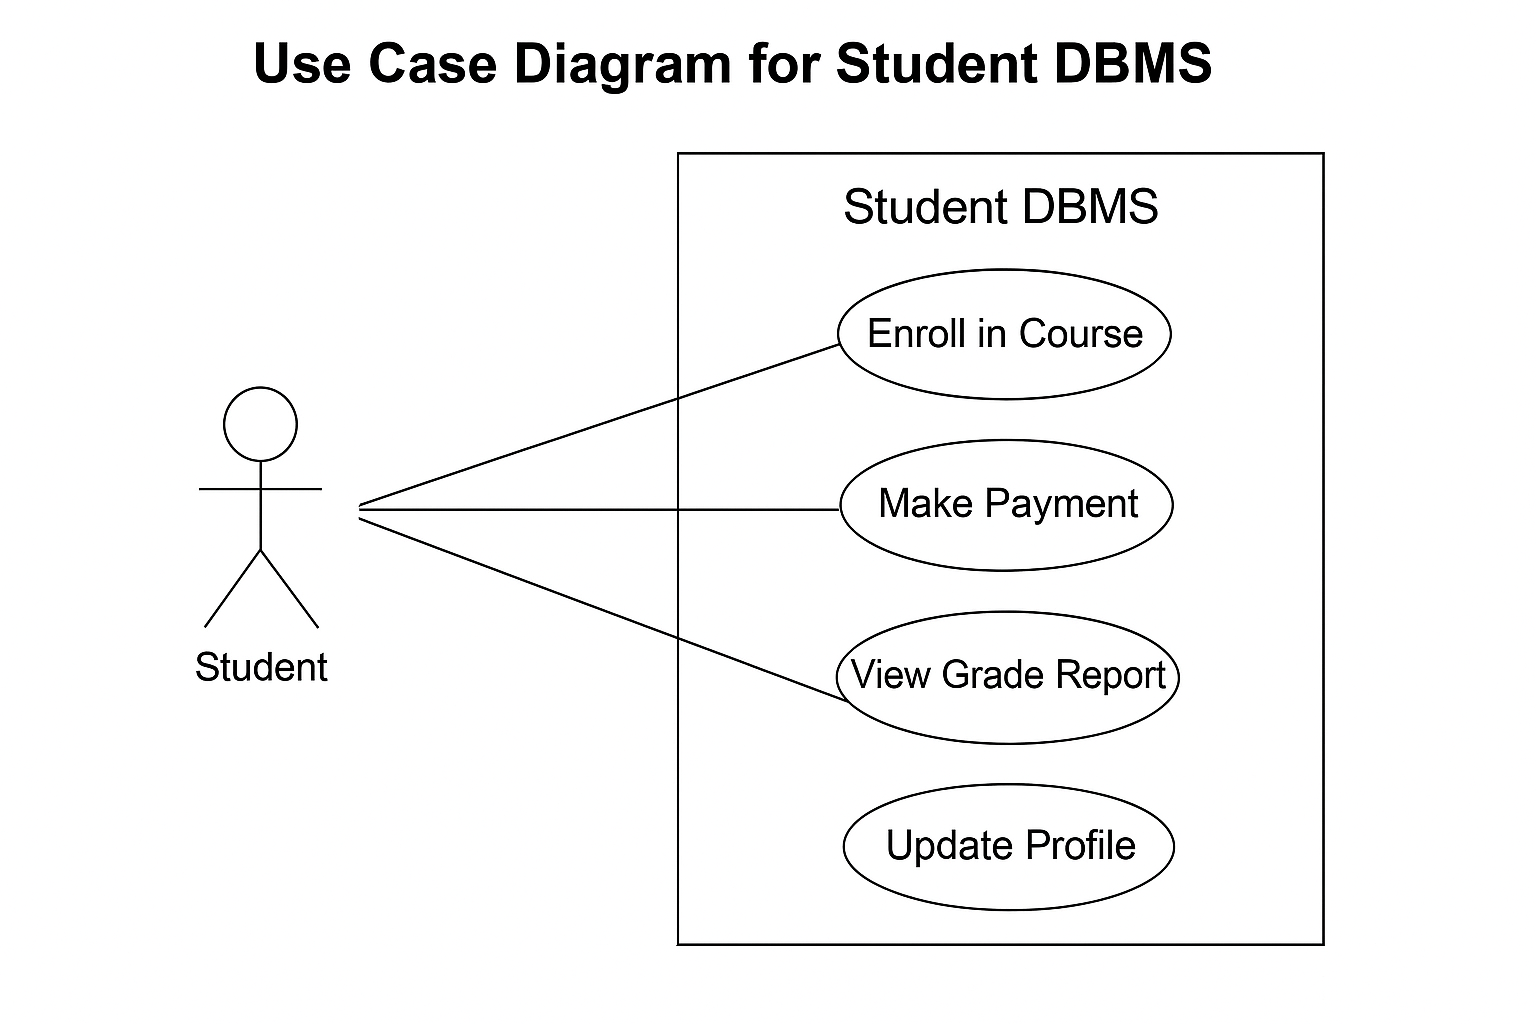 Use Case Diagram for Student DBMS
Student DBMS
Enroll in Course
Make Payment
View Grade Report
Update Profile
Student